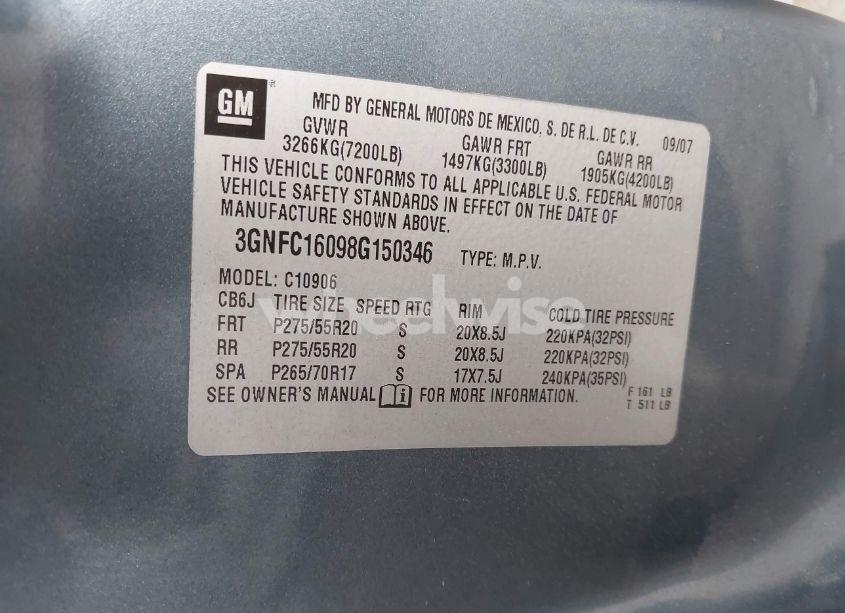 GM
MFD BY GENERAL MOTORS DE MEXICO, S. DE R.L. DE C.V. 09/07
GVWR GAWR FRT GAWR RR
3266KG(7200LB) 1497KG(3300LB) 1905KG(4200LB)
THIS VEHICLE CONFORMS TO ALL APPLICABLE U.S. FEDERAL MOTOR
VEHICLE SAFETY STANDARDS IN EFFECT ON THE DATE OF
MANUFACTURE SHOWN ABOVE.
3GNFC16098G150346 TYPE: M.P.V.
MODEL: C10906
CB6J TIRE SIZE SPEED RTG RIM COLD TIRE PRESSURE
FRT P275/55R20 S 20X8.5J 220KPA(32PSI)
RR P275/55R20 S 20X8.5J 220KPA(32PSI)
SPA P265/70R17 S 17X7.5J 240KPA(35PSI)
SEE OWNER'S MANUAL i FOR MORE INFORMATION.
F 161 LB
T 511 LB
wheelwise